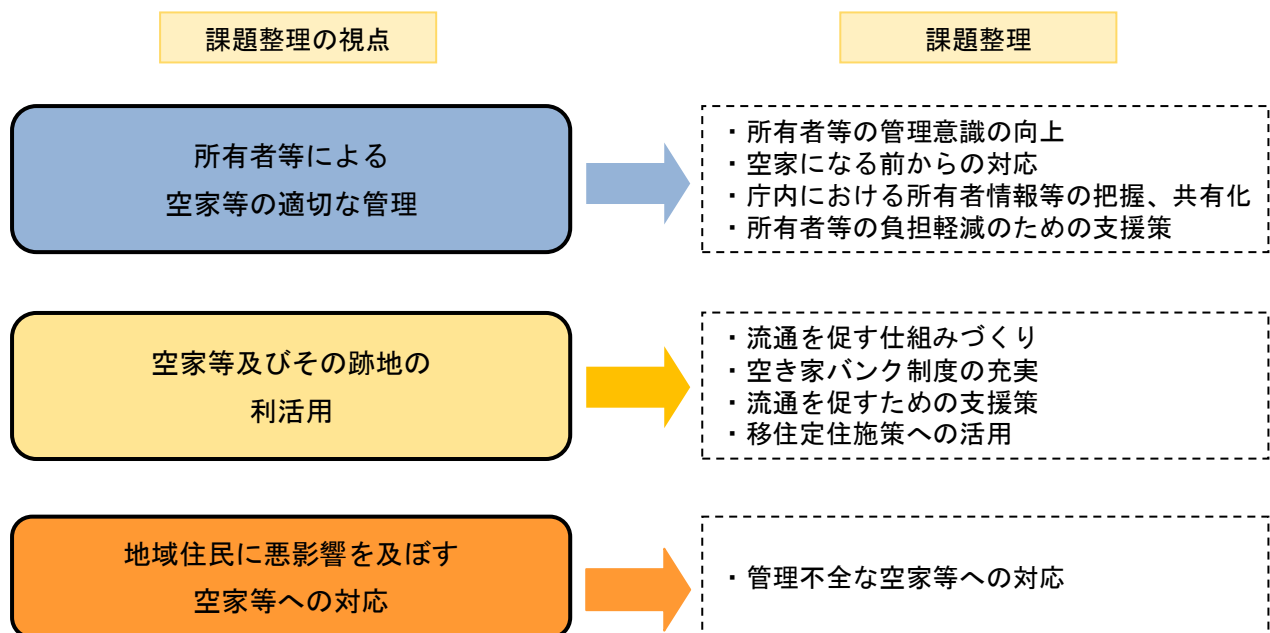 課題整理の視点
課題整理
所有者等による
空家等の適切な管理
・所有者等の管理意識の向上
・空家になる前からの対応
・庁内における所有者情報等の把握、共有化
・所有者等の負担軽減のための支援策
空家等及びその跡地の
利活用
・流通を促す仕組みづくり
・空き家バンク制度の充実
・流通を促すための支援策
・移住定住施策への活用
地域住民に悪影響を及ぼす
空家等への対応
・管理不全な空家等への対応